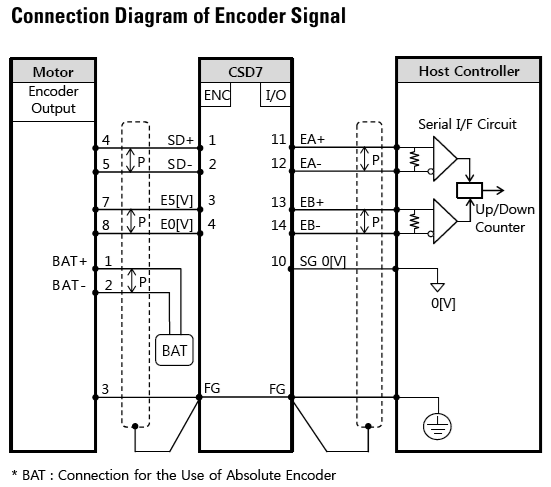 Connection Diagram of Encoder Signal
Motor
CSD7
Host Controller
Encoder
Output
ENC
I/O
Serial I/F Circuit
4 SD+ 1 11 EA+
P P
5 SD- 2 12 EA-
7 E5[V] 3 13 EB+
P P
8 E0[V] 4 14 EB-
Up/Down
Counter
BAT+ 1 10 SG 0[V]
P
BAT- 2
0[V]
BAT
3 FG FG
* BAT : Connection for the Use of Absolute Encoder